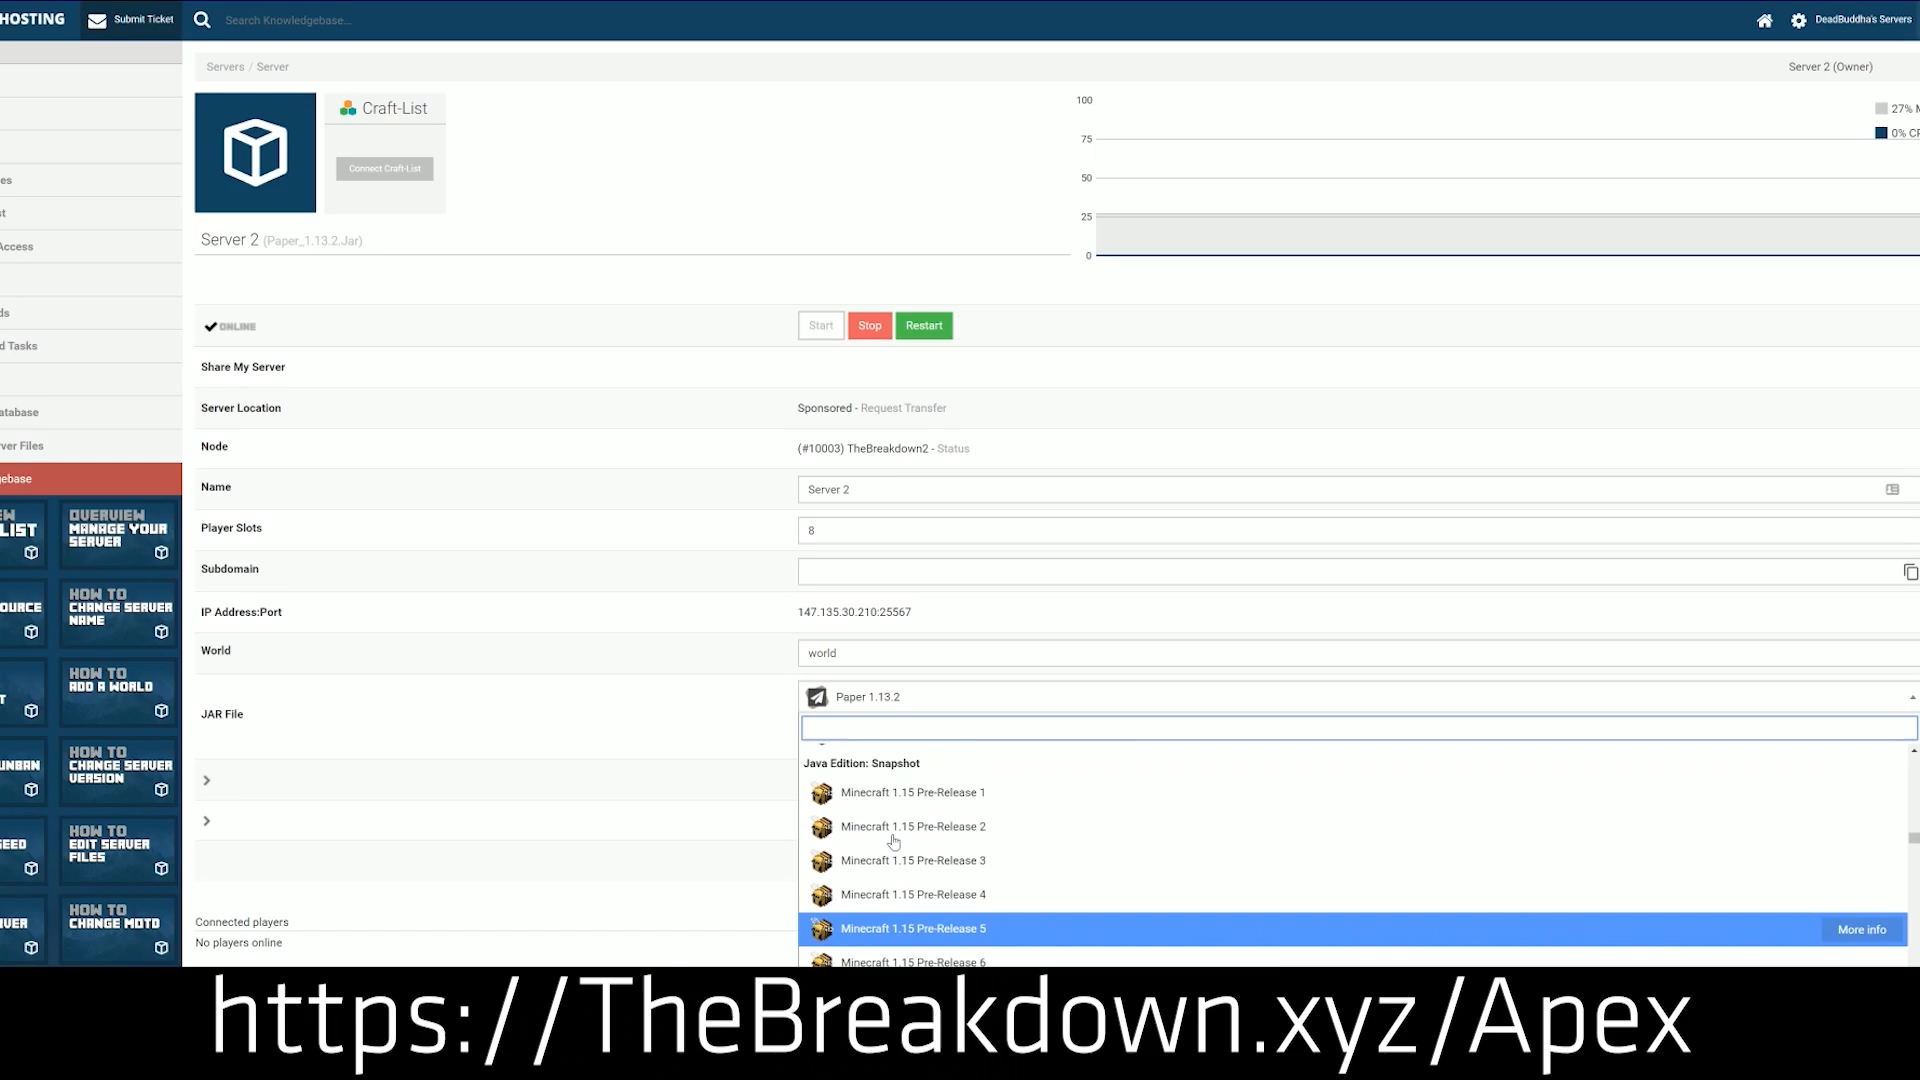 HOSTING
Submit Ticket
Search Knowledgebase...
DeadBuddha's Servers
Servers / Server
Server 2 (Owner)
Craft-List
Connect Craft-List
100
75
50
25
0
27% M
0% CP
Server 2 (Paper_1.13.2.Jar)
ONLINE
Start
Stop
Restart
Share My Server
Server Location
Sponsored - Request Transfer
Node
(#10003) TheBreakdown2 - Status
Name
Server 2
Player Slots
8
Subdomain
IP Address:Port
147.135.30.210:25567
World
world
JAR File
Paper 1.13.2
Java Edition: Snapshot
Minecraft 1.15 Pre-Release 1
Minecraft 1.15 Pre-Release 2
Minecraft 1.15 Pre-Release 3
Minecraft 1.15 Pre-Release 4
Minecraft 1.15 Pre-Release 5
More info
Minecraft 1.15 Pre-Release 6
Connected players
No players online
es
st
Access
ds
d Tasks
atabase
ver Files
gebase
EW
LIST
OVERVIEW
MANAGE YOUR
SERVER
OURCE
HOW TO
CHANGE SERVER
NAME
T
HOW TO
ADD A WORLD
UNBAN
HOW TO
CHANGE SERVER
VERSION
SEED
HOW TO
EDIT SERVER
FILES
VER
HOW TO
CHANGE MOTD
https://TheBreakdown.xyz/Apex